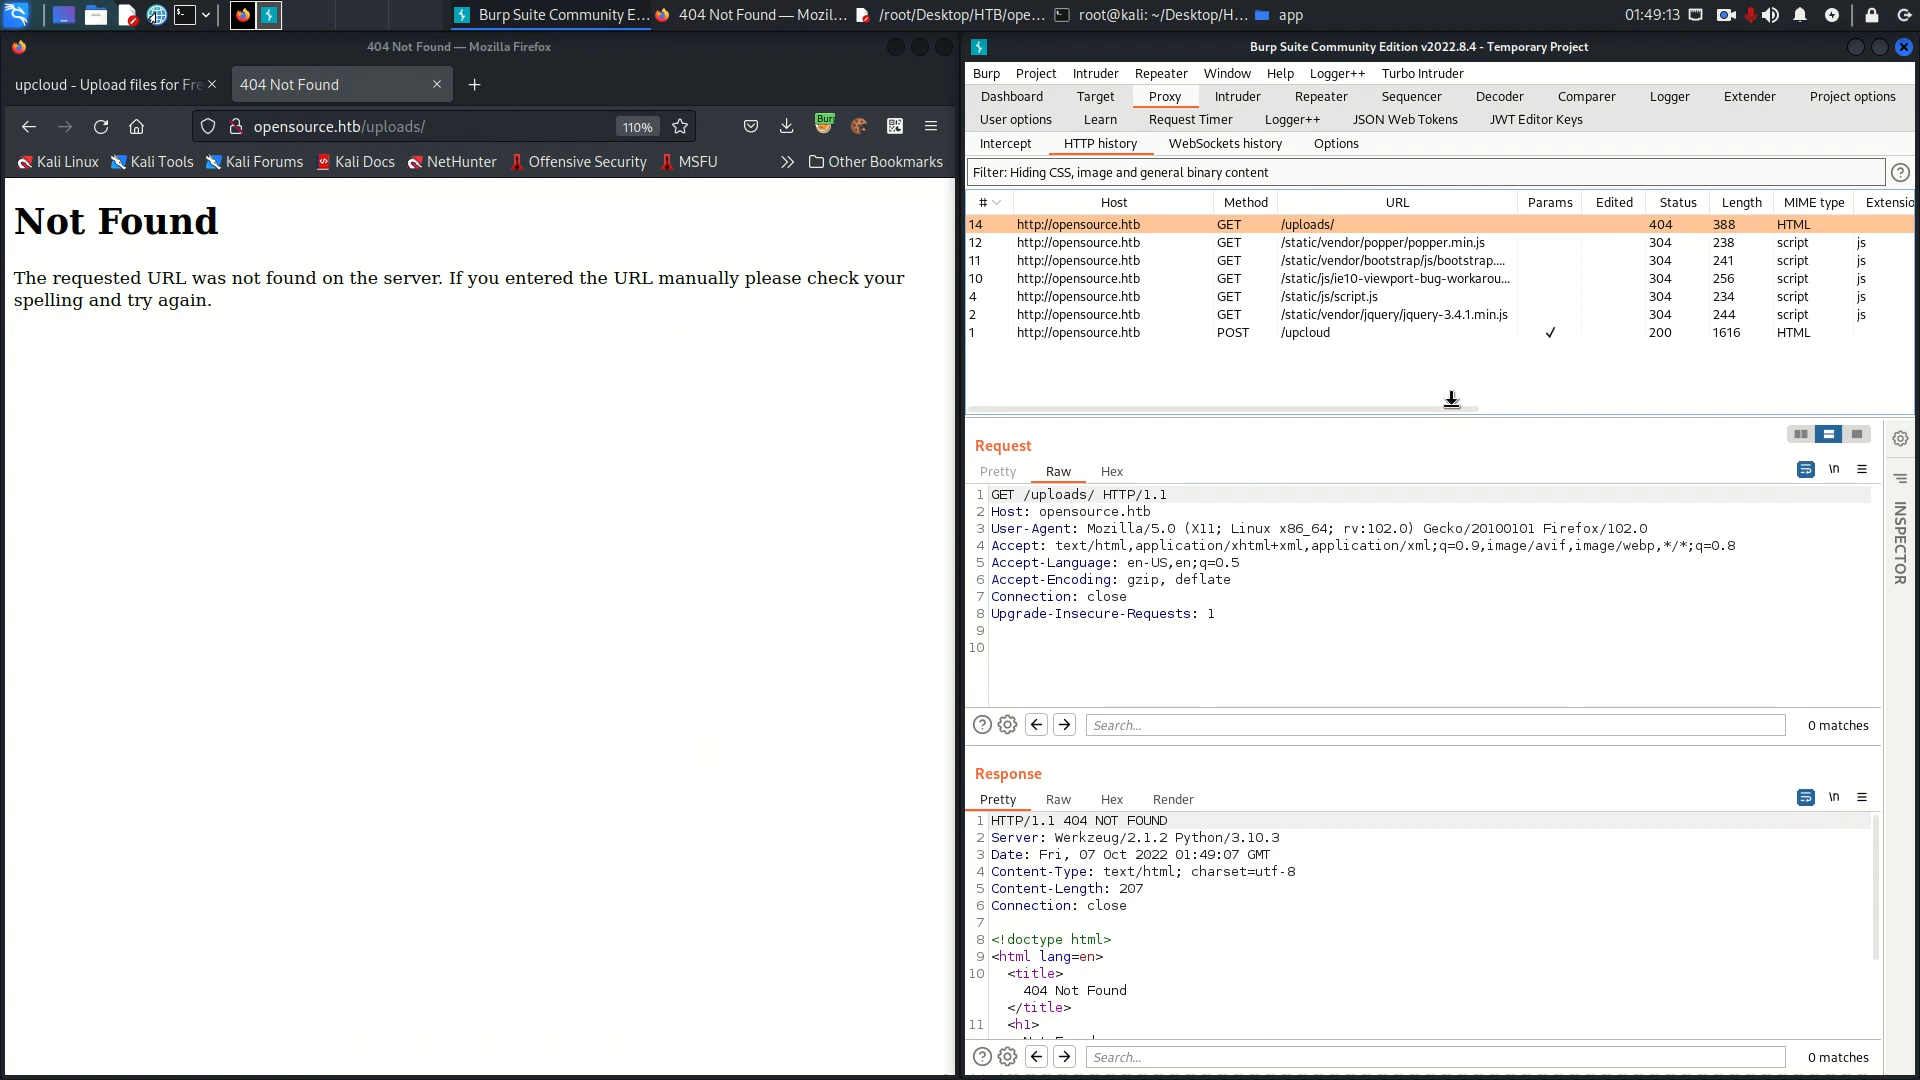 Burp Suite Community E...
404 Not Found — Mozil...
/root/Desktop/HTB/ope...
root@kali: ~/Desktop/H...
app
01:49:13
404 Not Found — Mozilla Firefox
upcloud - Upload files for Fre
404 Not Found
opensource.htb/uploads/
110%
Bur
Kali Linux
Kali Tools
Kali Forums
Kali Docs
NetHunter
Offensive Security
MSFU
Other Bookmarks
Not Found
The requested URL was not found on the server. If you entered the URL manually please check your
spelling and try again.
Burp Suite Community Edition v2022.8.4 - Temporary Project
Burp Project Intruder Repeater Window Help Logger++ Turbo Intruder
Dashboard Target Proxy Intruder Repeater Sequencer Decoder Comparer Logger Extender Project options
User options Learn Request Timer Logger++ JSON Web Tokens JWT Editor Keys
Intercept HTTP history WebSockets history Options
Filter: Hiding CSS, image and general binary content
# Host Method URL Params Edited Status Length MIME type Extensio
14 http://opensource.htb GET /uploads/ 404 388 HTML
12 http://opensource.htb GET /static/vendor/popper/popper.min.js 304 238 script js
11 http://opensource.htb GET /static/vendor/bootstrap/js/bootstrap.... 304 241 script js
10 http://opensource.htb GET /static/js/ie10-viewport-bug-workarou... 304 256 script js
4 http://opensource.htb GET /static/js/script.js 304 234 script js
2 http://opensource.htb GET /static/vendor/jquery/jquery-3.4.1.min.js 304 244 script js
1 http://opensource.htb POST /upcloud ✓ 200 1616 HTML
Request
Pretty Raw Hex
\n
1 GET /uploads/ HTTP/1.1
2 Host: opensource.htb
3 User-Agent: Mozilla/5.0 (X11; Linux x86_64; rv:102.0) Gecko/20100101 Firefox/102.0
4 Accept: text/html,application/xhtml+xml,application/xml;q=0.9,image/avif,image/webp,*/*;q=0.8
5 Accept-Language: en-US,en;q=0.5
6 Accept-Encoding: gzip, deflate
7 Connection: close
8 Upgrade-Insecure-Requests: 1
9
10
Search...
0 matches
INSPECTOR
Response
Pretty Raw Hex Render
\n
1 HTTP/1.1 404 NOT FOUND
2 Server: Werkzeug/2.1.2 Python/3.10.3
3 Date: Fri, 07 Oct 2022 01:49:07 GMT
4 Content-Type: text/html; charset=utf-8
5 Content-Length: 207
6 Connection: close
7
8 <!doctype html>
9 <html lang=en>
10 <title>
404 Not Found
</title>
11 <h1>
Search...
0 matches